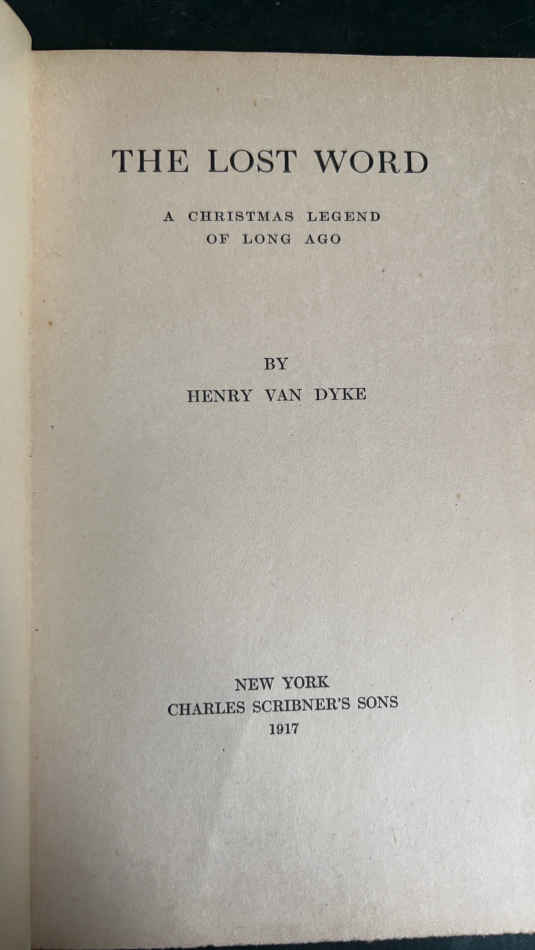 THE LOST WORD
A CHRISTMAS LEGEND
OF LONG AGO
BY
HENRY VAN DYKE
NEW YORK
CHARLES SCRIBNER'S SONS
1917